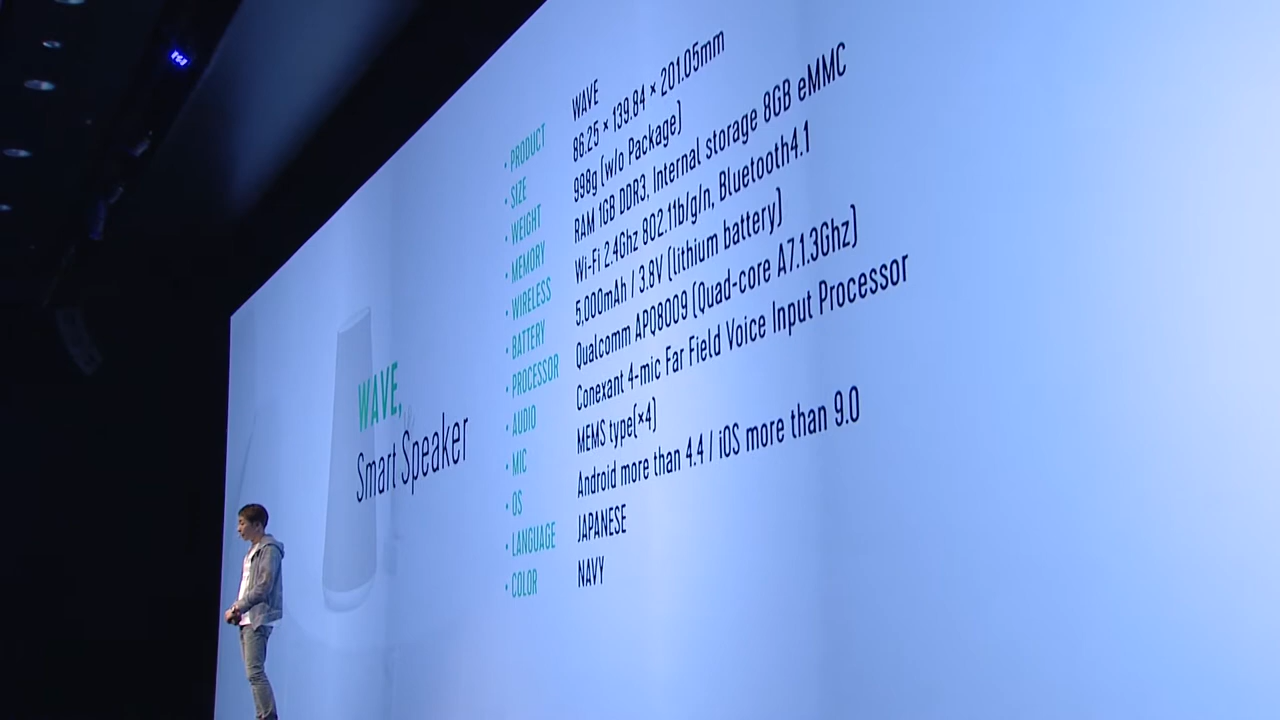 WAVE,
Smart Speaker
• PRODUCT WAVE
• SIZE 86.25 × 139.84 × 201.05mm
• WEIGHT 998g (w/o Package)
• MEMORY RAM 1GB DDR3, Internal storage 8GB eMMC
• WIRELESS Wi-Fi 2.4Ghz 802.11b/g/n, Bluetooth4.1
• BATTERY 5,000mAh / 3.8V (lithium battery)
• PROCESSOR Qualcomm APQ8009 (Quad-core A7.1.3Ghz)
• AUDIO Conexant 4-mic Far Field Voice Input Processor
• MIC MEMS type(×4)
• OS Android more than 4.4 / iOS more than 9.0
• LANGUAGE JAPANESE
• COLOR NAVY